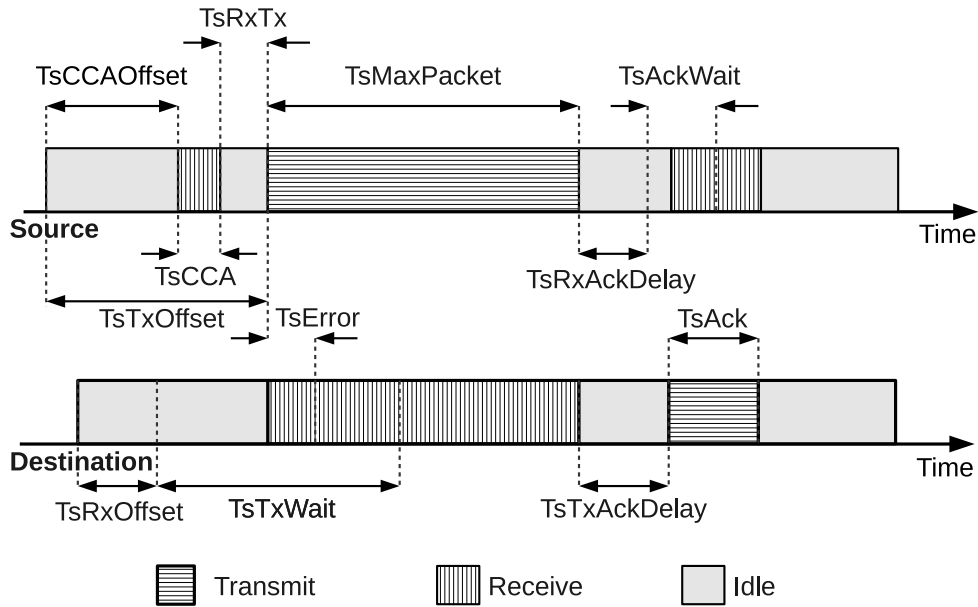 TsRxTx
TsCCAOffset
TsMaxPacket
TsAckWait
Source
Time
TsCCA
TsRxAckDelay
TsTxOffset
TsError
TsAck
Destination
Time
TsRxOffset
TsTxWait
TsTxAckDelay
Transmit
Receive
Idle